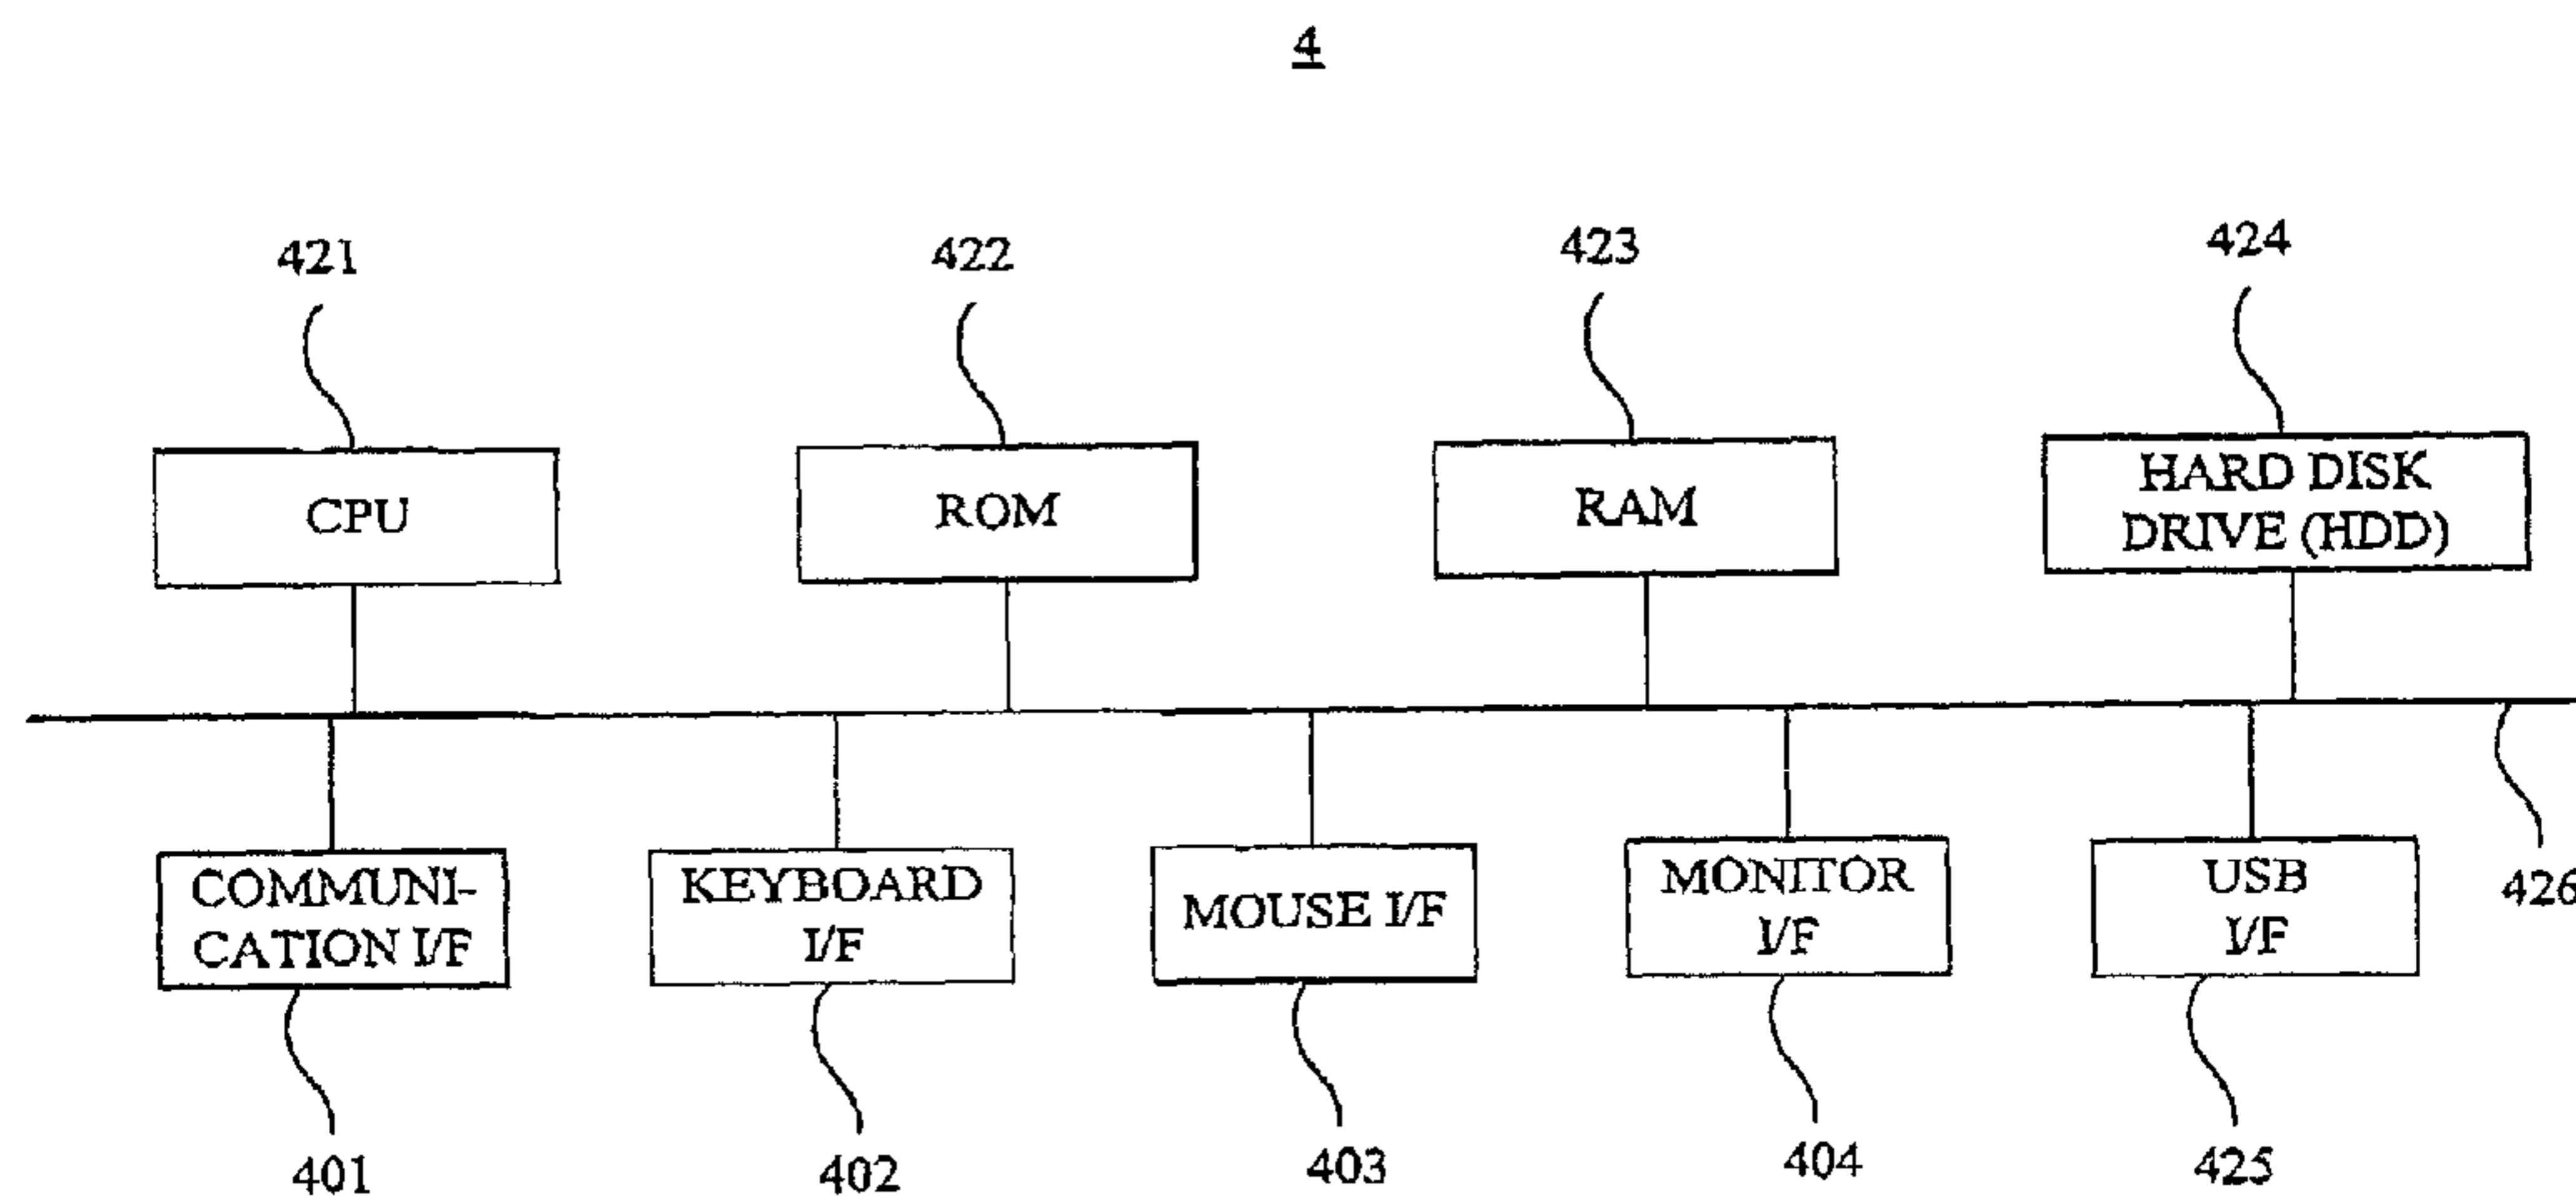 4
421
422
423
424
CPU
ROM
RAM
HARD DISK
DRIVE (HDD)
COMMUNI-
CATION I/F
KEYBOARD
I/F
MOUSE I/F
MONITOR
I/F
USB
I/F
426
401
402
403
404
425